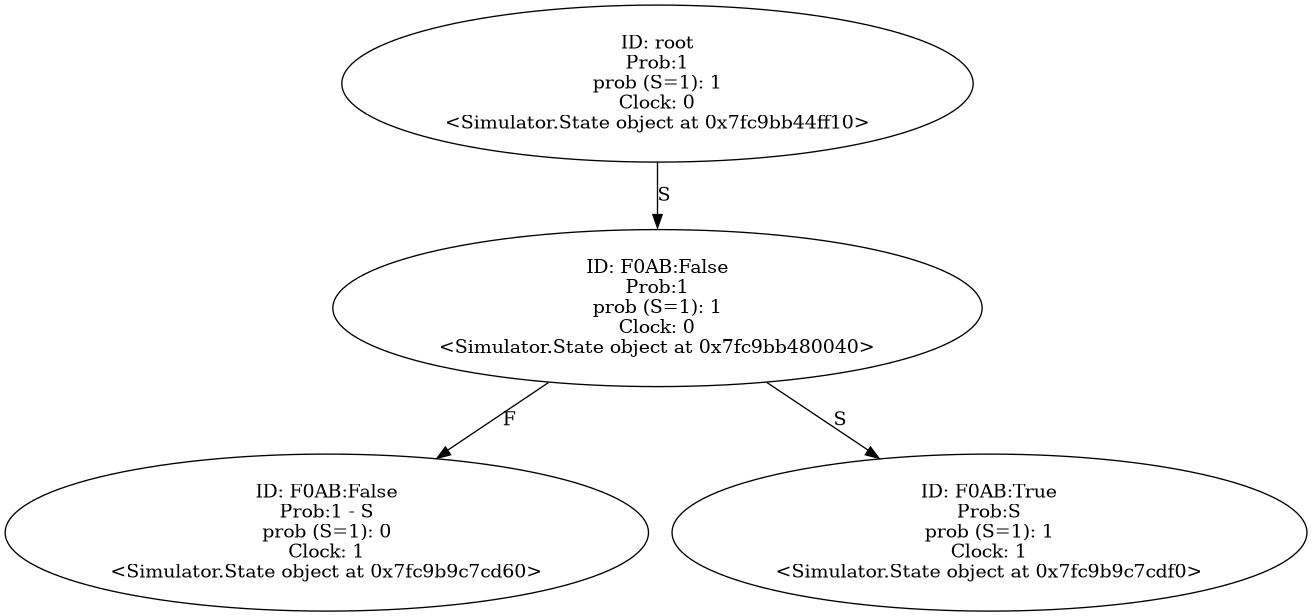 ID: root
Prob:1
prob (S=1): 1
Clock: 0
<Simulator.State object at 0x7fc9bb44ff10>
S
ID: F0AB:False
Prob:1
prob (S=1): 1
Clock: 0
<Simulator.State object at 0x7fc9bb480040>
F
S
ID: F0AB:False
Prob:1 - S
prob (S=1): 0
Clock: 1
<Simulator.State object at 0x7fc9b9c7cd60>
ID: F0AB:True
Prob:S
prob (S=1): 1
Clock: 1
<Simulator.State object at 0x7fc9b9c7cdf0>